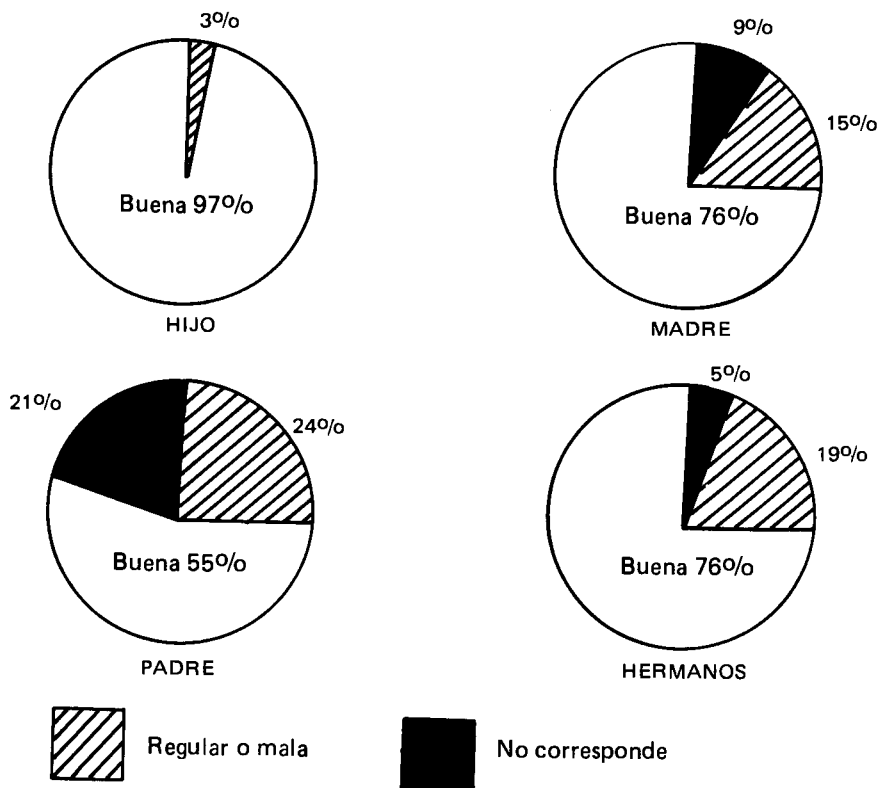 3%
Buena 97%
HIJO
9%
15%
Buena 76%
MADRE
21%
24%
Buena 55%
PADRE
5%
19%
Buena 76%
HERMANOS
Regular o mala
No corresponde